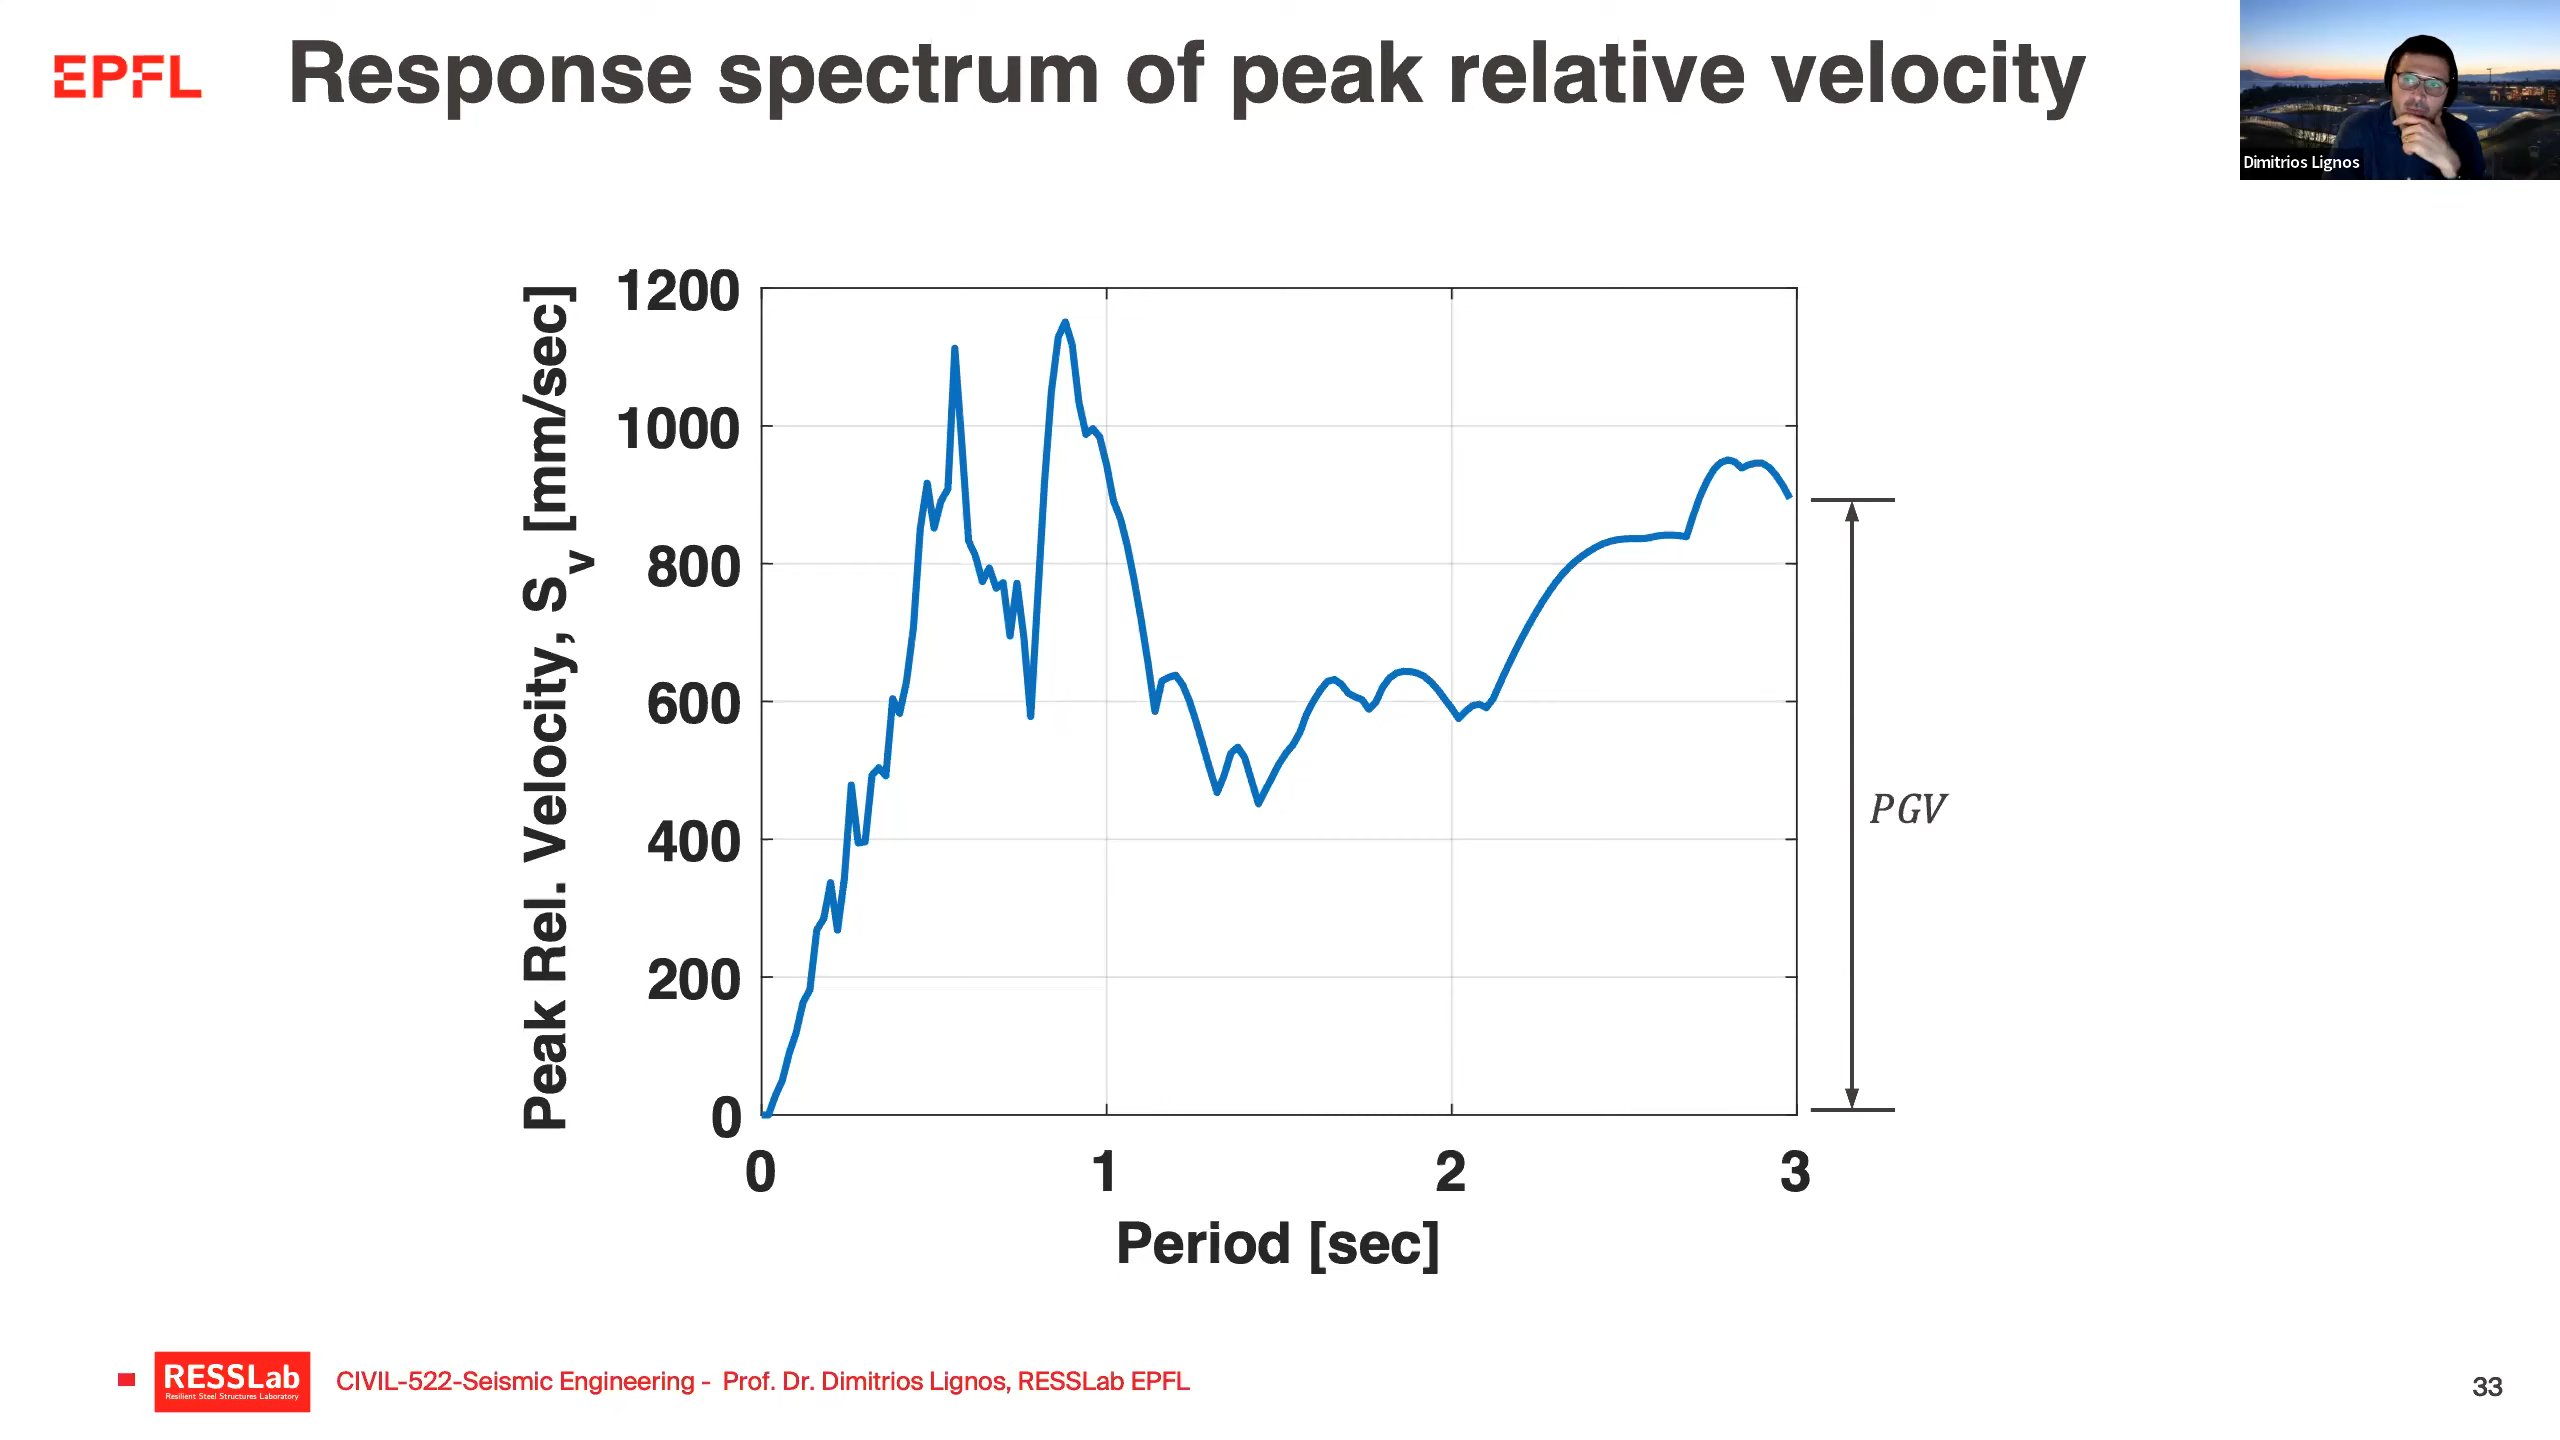 EPFL
Response spectrum of peak relative velocity
Dimitrios Lignos
Peak Rel. Velocity, Sv [mm/sec]
1200
1000
800
600
400
200
0
0 1 2 3
Period [sec]
PGV
RESSLab
Resilient Steel Structures Laboratory
CIVIL-522-Seismic Engineering - Prof. Dr. Dimitrios Lignos, RESSLab EPFL
33